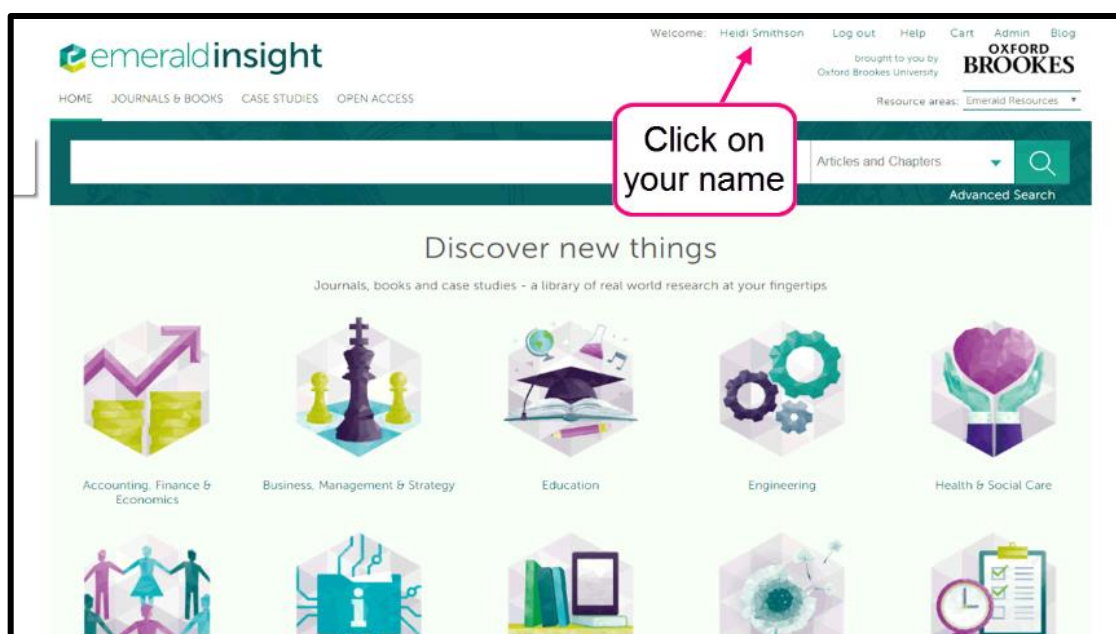 Welcome: Heidi Smithson Log out Help Cart Admin Blog
emeraldinsight
brought to you by
Oxford Brookes University
OXFORD
BROOKES
HOME JOURNALS & BOOKS CASE STUDIES OPEN ACCESS
Resource areas: Emerald Resources
Click on
your name
Articles and Chapters
Advanced Search
Discover new things
Journals, books and case studies - a library of real world research at your fingertips
Accounting, Finance &
Economics
Business, Management & Strategy
Education
Engineering
Health & Social Care
i